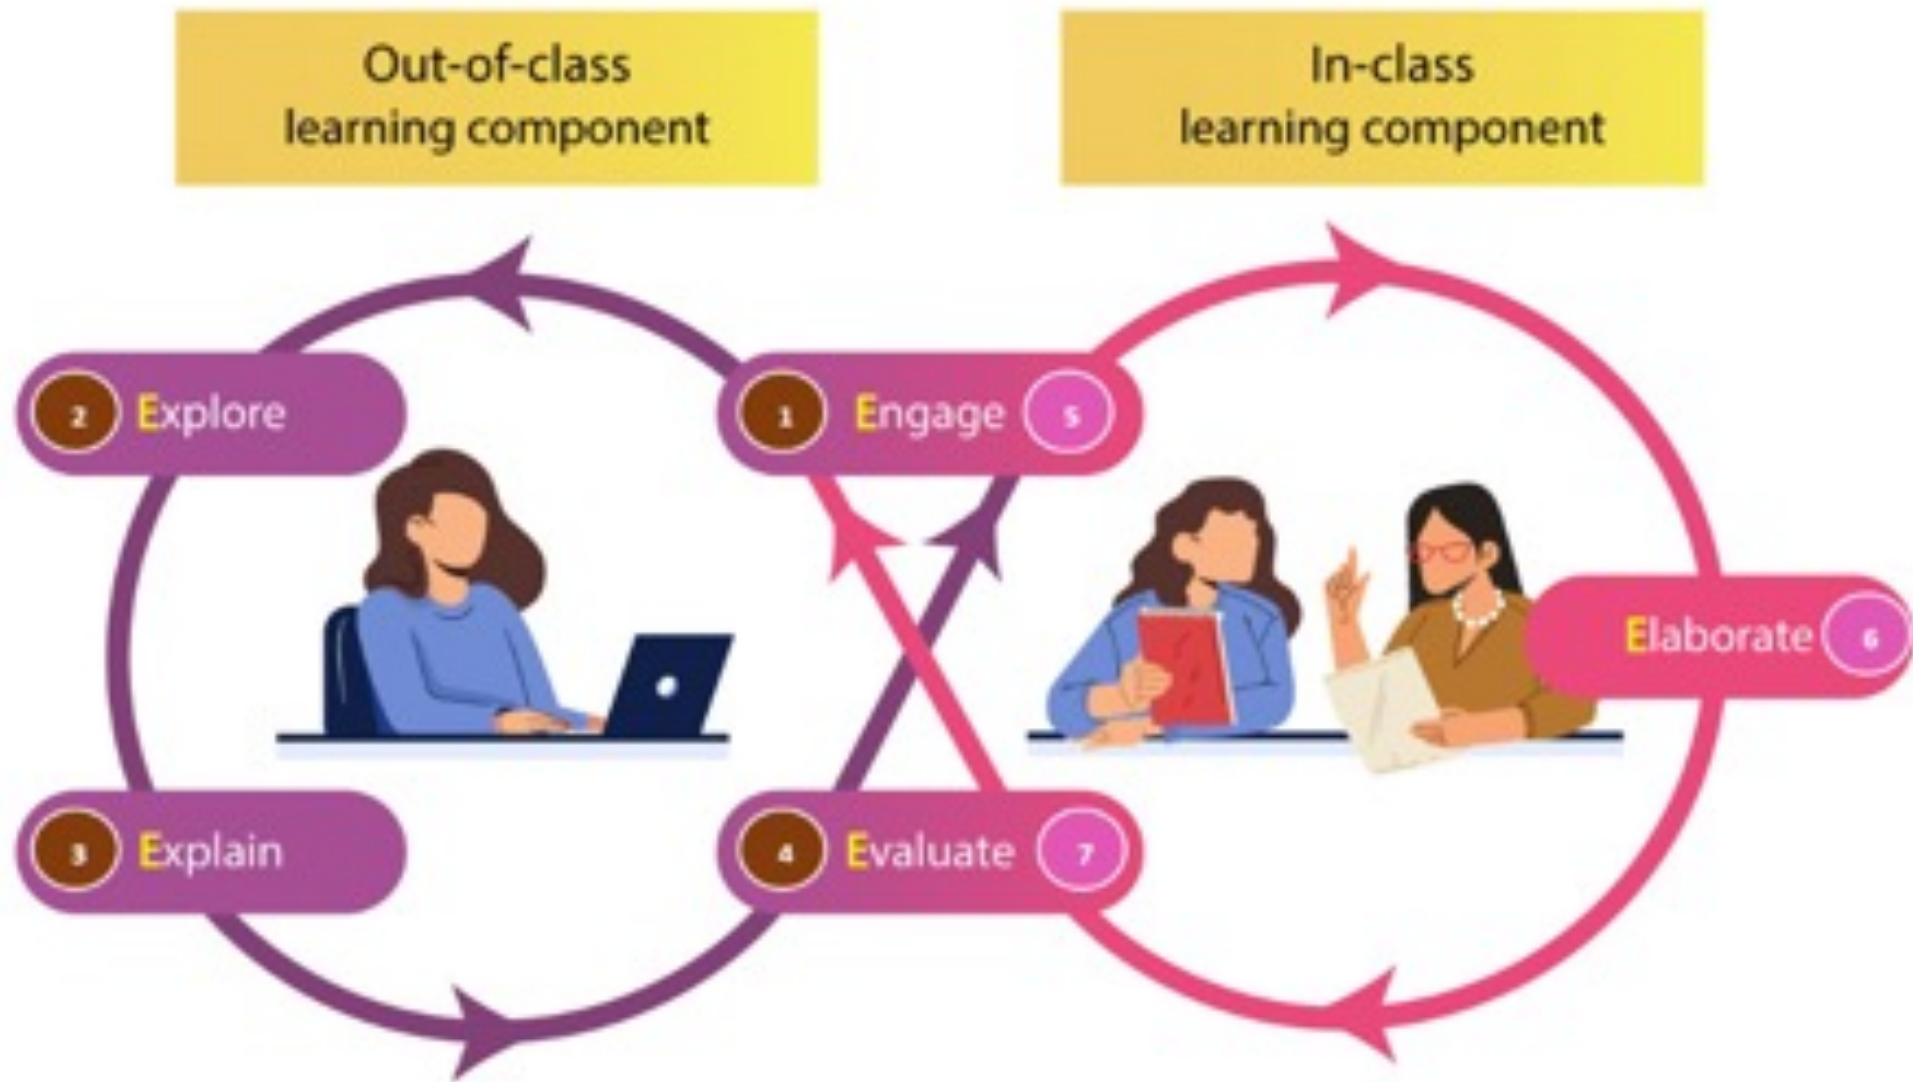 Out-of-class
learning component
In-class
learning component
2 Explore
1 Engage 5
Elaborate 6
3 Explain
4 Evaluate 7